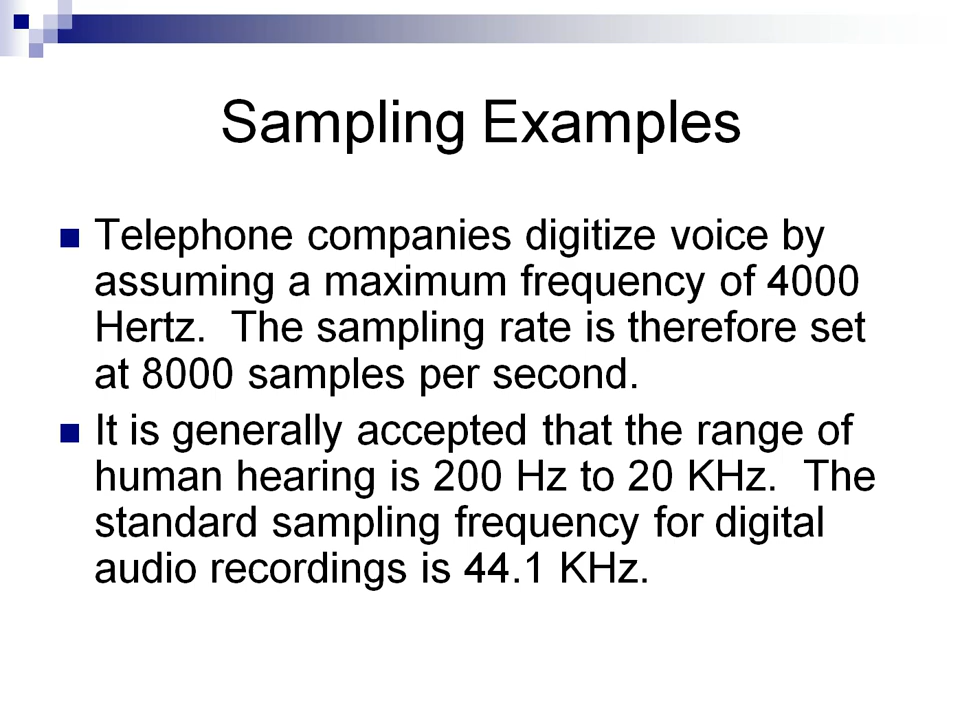 Sampling Examples
Telephone companies digitize voice by
assuming a maximum frequency of 4000
Hertz.  The sampling rate is therefore set
at 8000 samples per second.
It is generally accepted that the range of
human hearing is 200 Hz to 20 KHz.  The
standard sampling frequency for digital
audio recordings is 44.1 KHz.